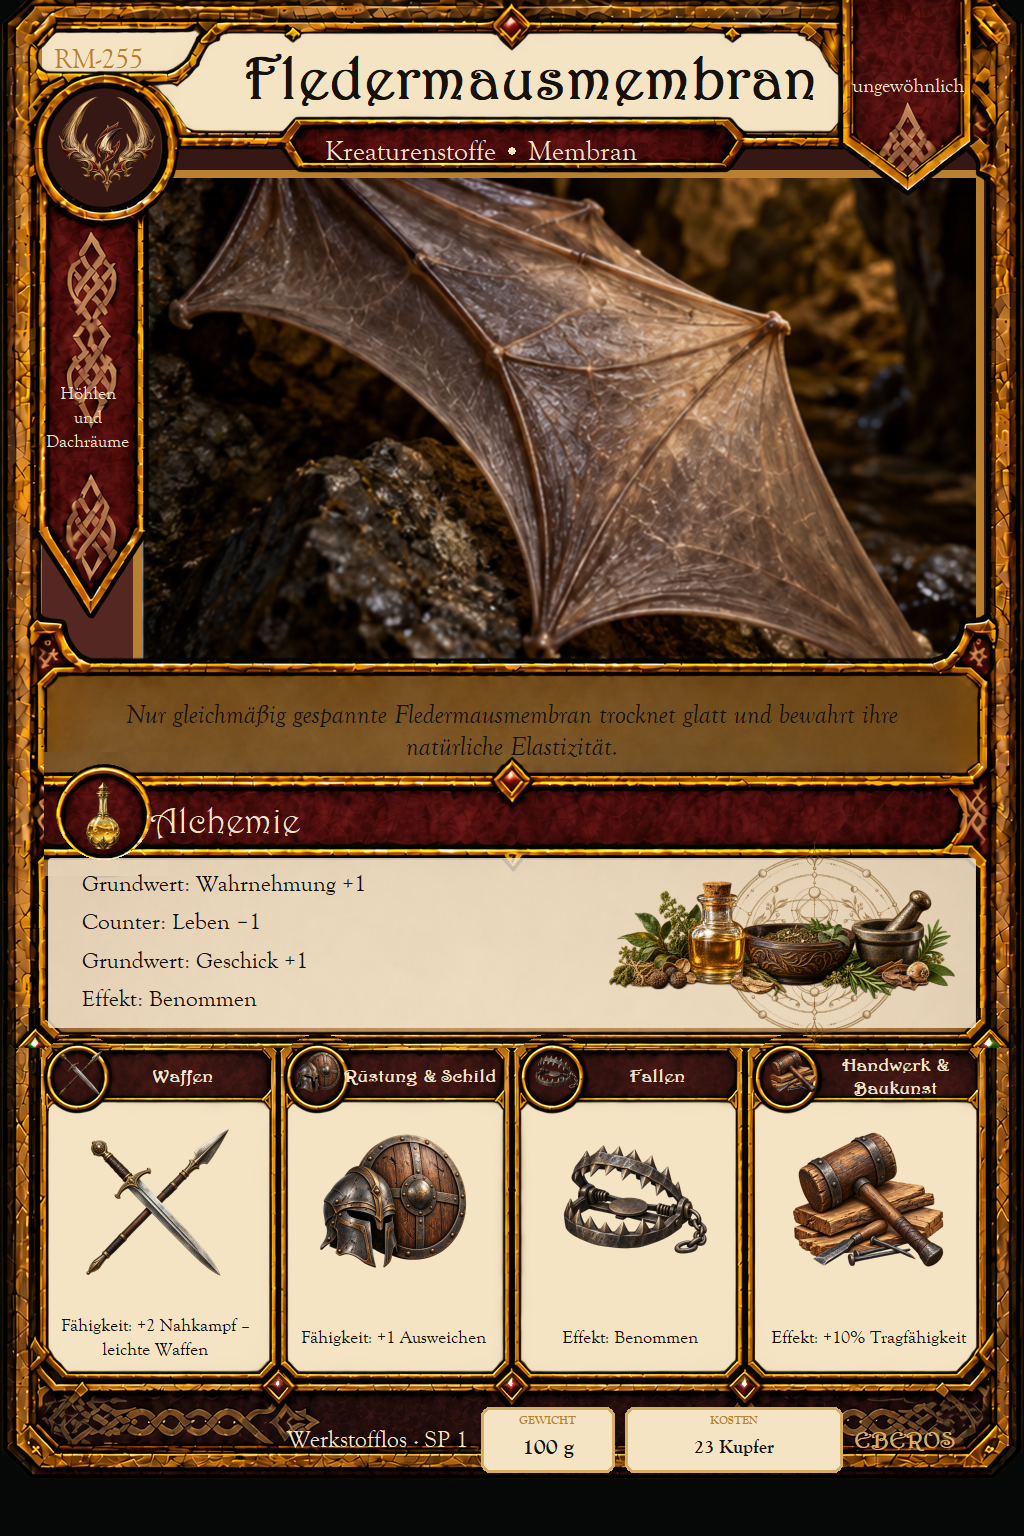 RM-255
Fledermausmembran
ungewöhnlich
Kreaturenstoffe • Membran
Höhlen
und
Dachräume
Nur gleichmäßig gespannte Fledermausmembran trocknet glatt und bewahrt ihre
natürliche Elastizität.
Alchemie
Grundwert: Wahrnehmung +1
Counter: Leben −1
Grundwert: Geschick +1
Effekt: Benommen
Waffen
Rüstung & Schild
Fallen
Handwerk &
Baukunst
Fähigkeit: +2 Nahkampf –
leichte Waffen
Fähigkeit: +1 Ausweichen
Effekt: Benommen
Effekt: +10% Tragfähigkeit
Werkstofflos · SP 1
GEWICHT
100 g
KOSTEN
23 Kupfer
EBEROS